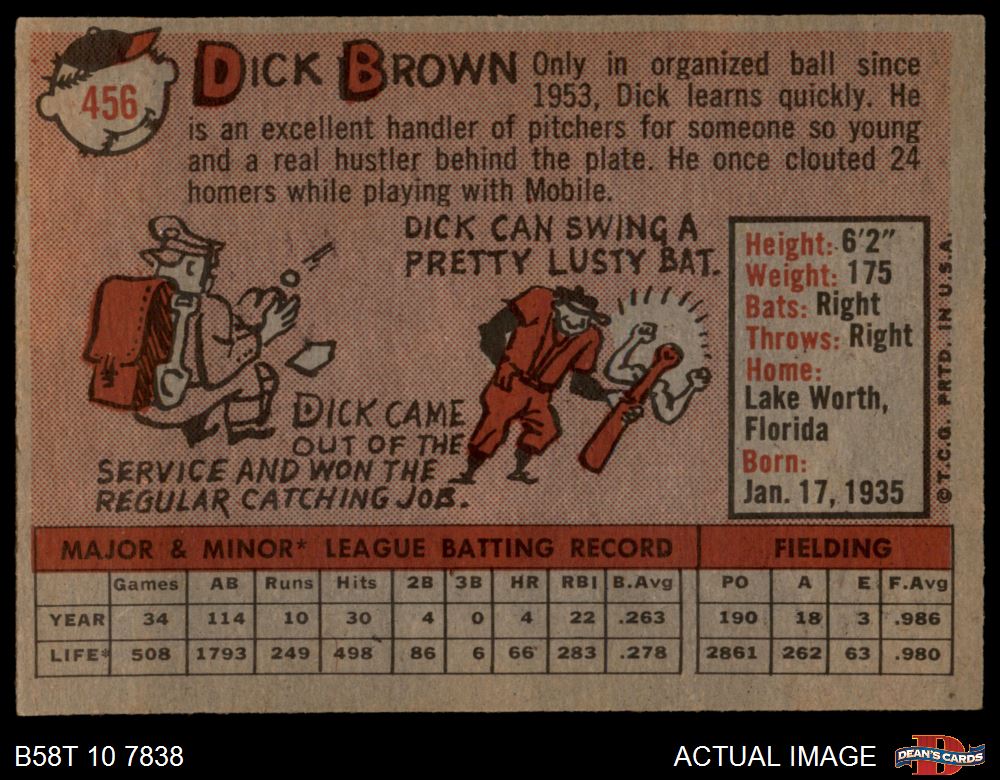 456
DICK BROWN Only in organized ball since
1953, Dick learns quickly. He
is an excellent handler of pitchers for someone so young
and a real hustler behind the plate. He once clouted 24
homers while playing with Mobile.
DICK CAN SWING A
PRETTY LUSTY BAT.
DICK CAME
OUT OF THE
SERVICE AND WON THE
REGULAR CATCHING JOB.
Height: 6'2"
Weight: 175
Bats: Right
Throws: Right
Home:
Lake Worth,
Florida
Born:
Jan. 17, 1935
© T.C.G. PRTD. IN U.S.A.
MAJOR & MINOR* LEAGUE BATTING RECORD FIELDING
Games AB Runs Hits 2B 3B HR RBI B.Avg PO A E F.Avg
YEAR 34 114 10 30 4 0 4 22 .263 190 18 3 .986
LIFE* 508 1793 249 498 86 6 66 283 .278 2861 262 63 .980
B58T 10 7838 ACTUAL IMAGE D DEAN'S CARDS